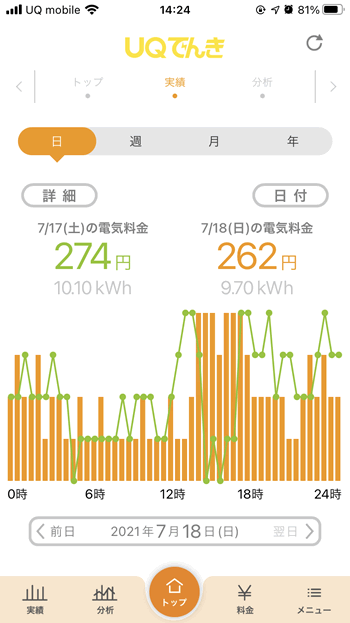 UQ mobile 14:24 81%
UQでんき
トップ 実績 分析
日 週 月 年
詳細 日付
7/17(土)の電気料金 7/18(日)の電気料金
274円 262円
10.10 kWh 9.70 kWh
0時 6時 12時 18時 24時
前日 2021年7月18日(日) 翌日
実績 分析 トップ 料金 メニュー